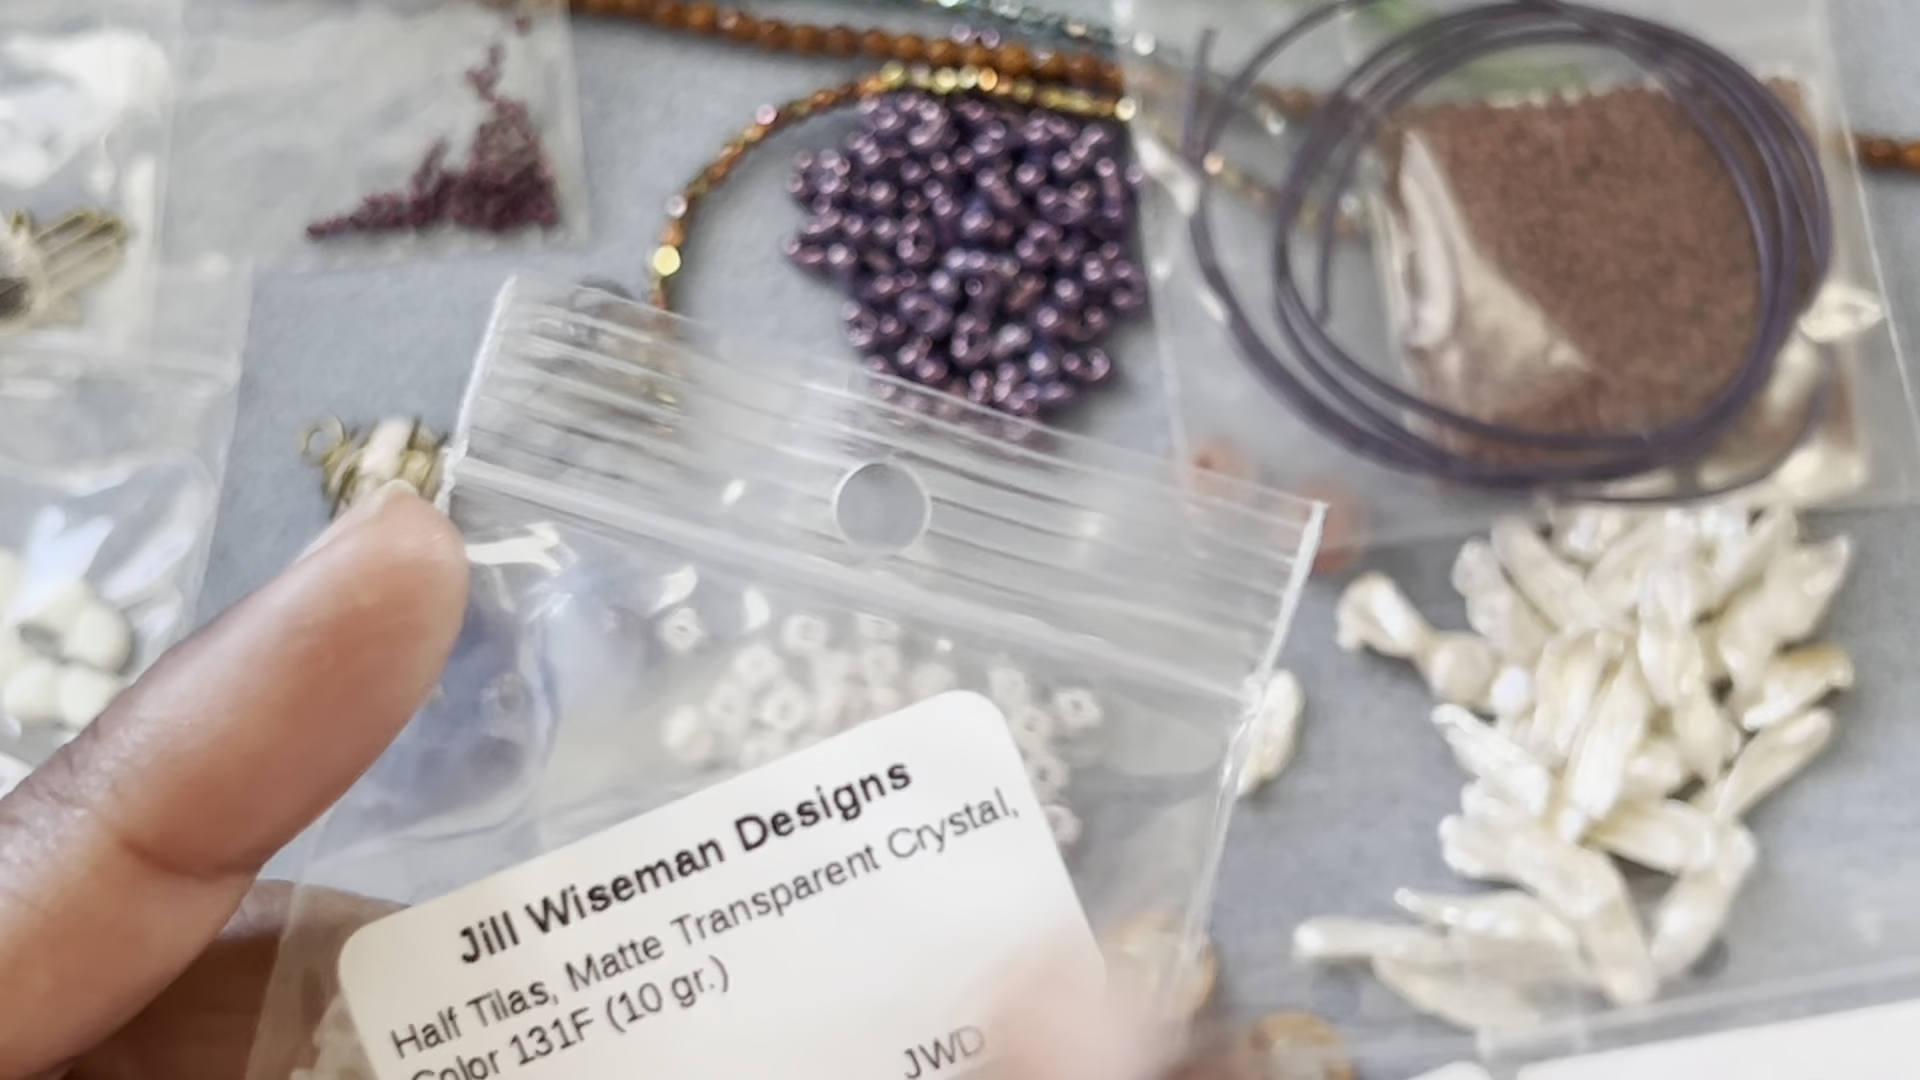 Jill Wiseman Designs
Half Tilas, Matte Transparent Crystal,
Color 131F (10 gr.)
JWD